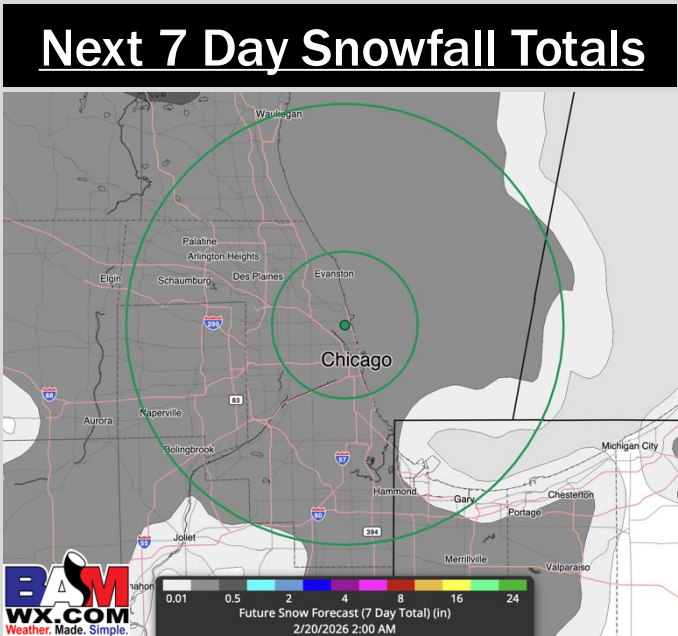 Next 7 Day Snowfall Totals
Waukegan
Palatine
Arlington Heights
Elgin
Schaumburg
Des Plaines
Evanston
290
Chicago
88
83
Aurora
Naperville
Bolingbrook
57
Michigan City
Hammond
Gary
Chesterton
Portage
80
394
Joliet
55
Merrillville
Valparaiso
BAM
WX.COM
Weather. Made. Simple.
0.01 0.5 2 4 8 16 24
Future Snow Forecast (7 Day Total) (in)
2/20/2026 2:00 AM